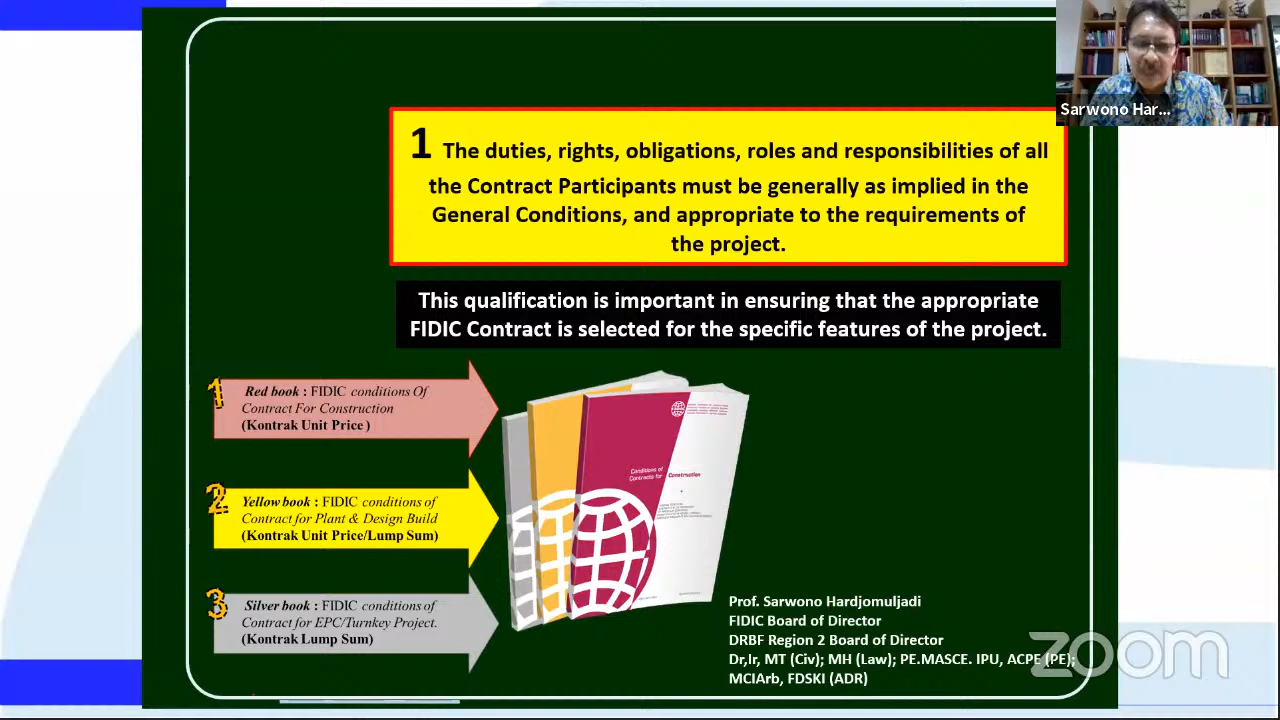 Sarwono Har...
1 The duties, rights, obligations, roles and responsibilities of all
the Contract Participants must be generally as implied in the
General Conditions, and appropriate to the requirements of
the project.
This qualification is important in ensuring that the appropriate
FIDIC Contract is selected for the specific features of the project.
1
Red book : FIDIC conditions Of
Contract For Construction
(Kontrak Unit Price )
2
Yellow book : FIDIC conditions of
Contract for Plant & Design Build
(Kontrak Unit Price/Lump Sum)
3
Silver book : FIDIC conditions of
Contract for EPC/Turnkey Project.
(Kontrak Lump Sum)
Conditions of
Contracts for Construction
Prof. Sarwono Hardjomuljadi
FIDIC Board of Director
DRBF Region 2 Board of Director
Dr,Ir, MT (Civ); MH (Law); PE.MASCE. IPU, ACPE (PE);
MCIArb, FDSKI (ADR)
zoom